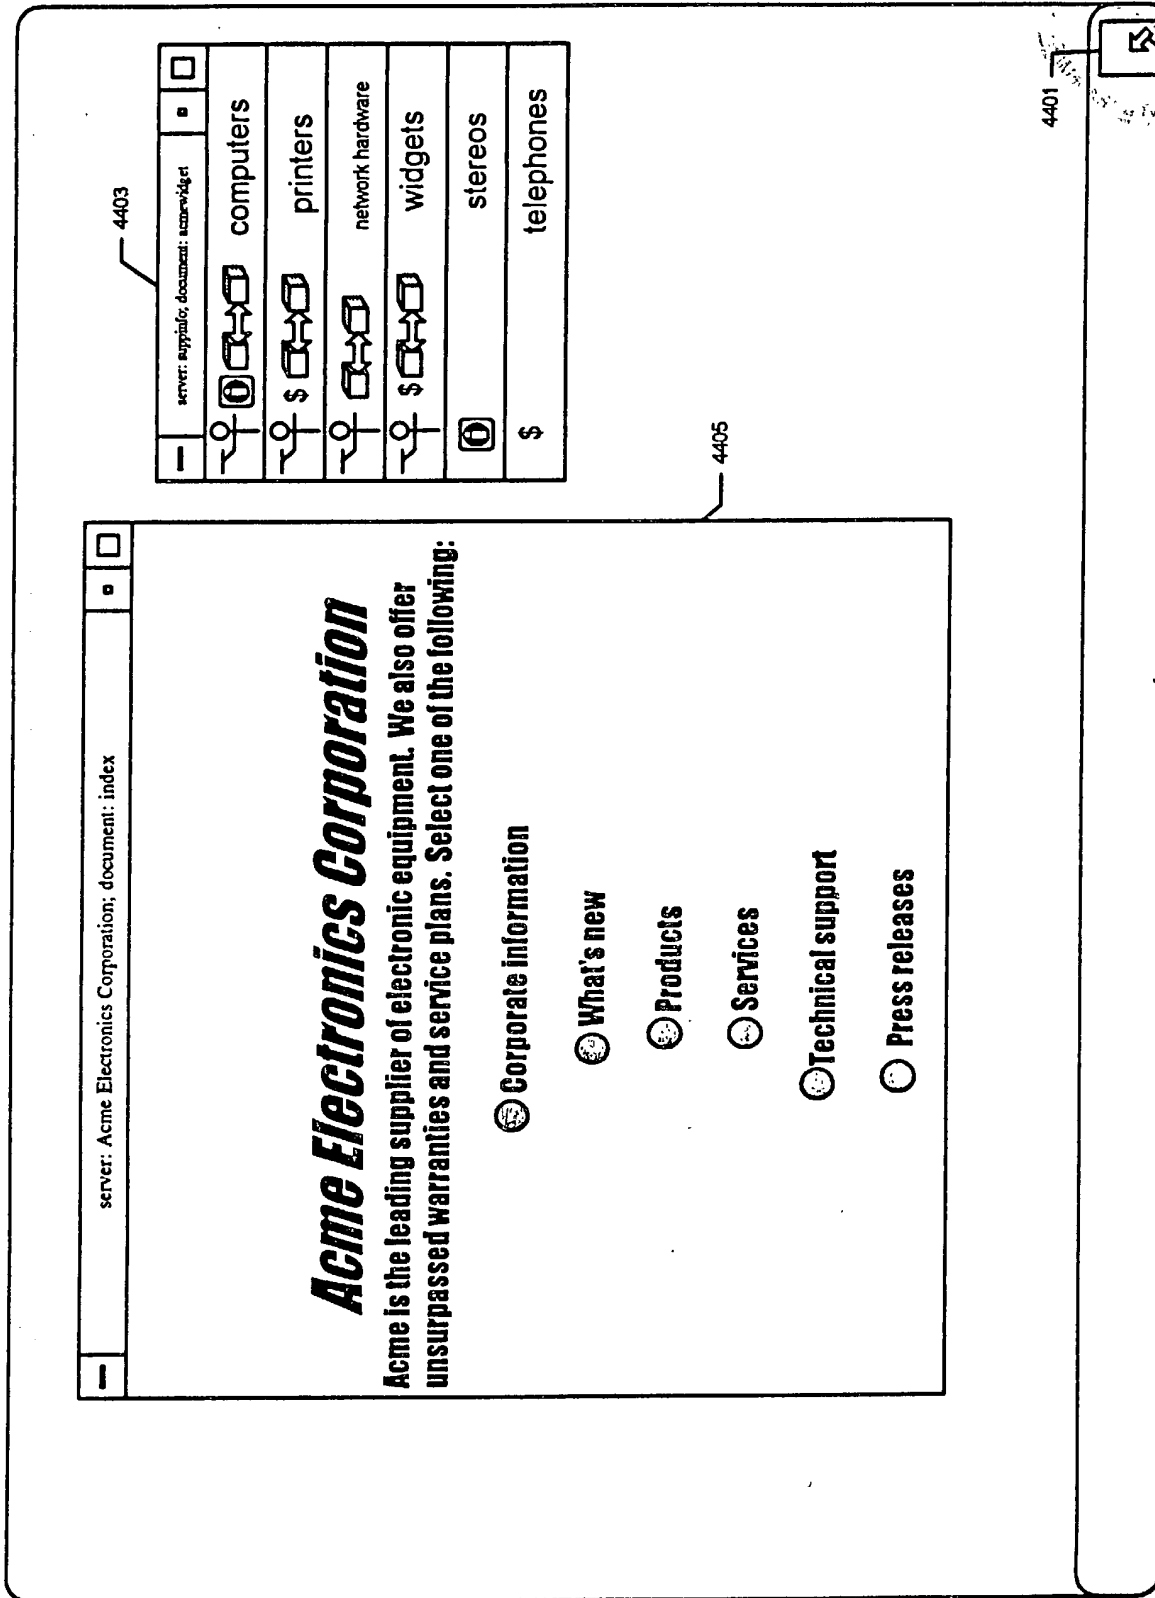 server: Acme Electronics Corporation; document: index
Acme Electronics Corporation
Acme is the leading supplier of electronic equipment. We also offer
unsurpassed warranties and service plans. Select one of the following:
Corporate information
What's new
Products
Services
Technical support
Press releases
4405
4403
server: suppinfo; document: acmewidget
computers
$ printers
network hardware
$ widgets
stereos
$ telephones
4401